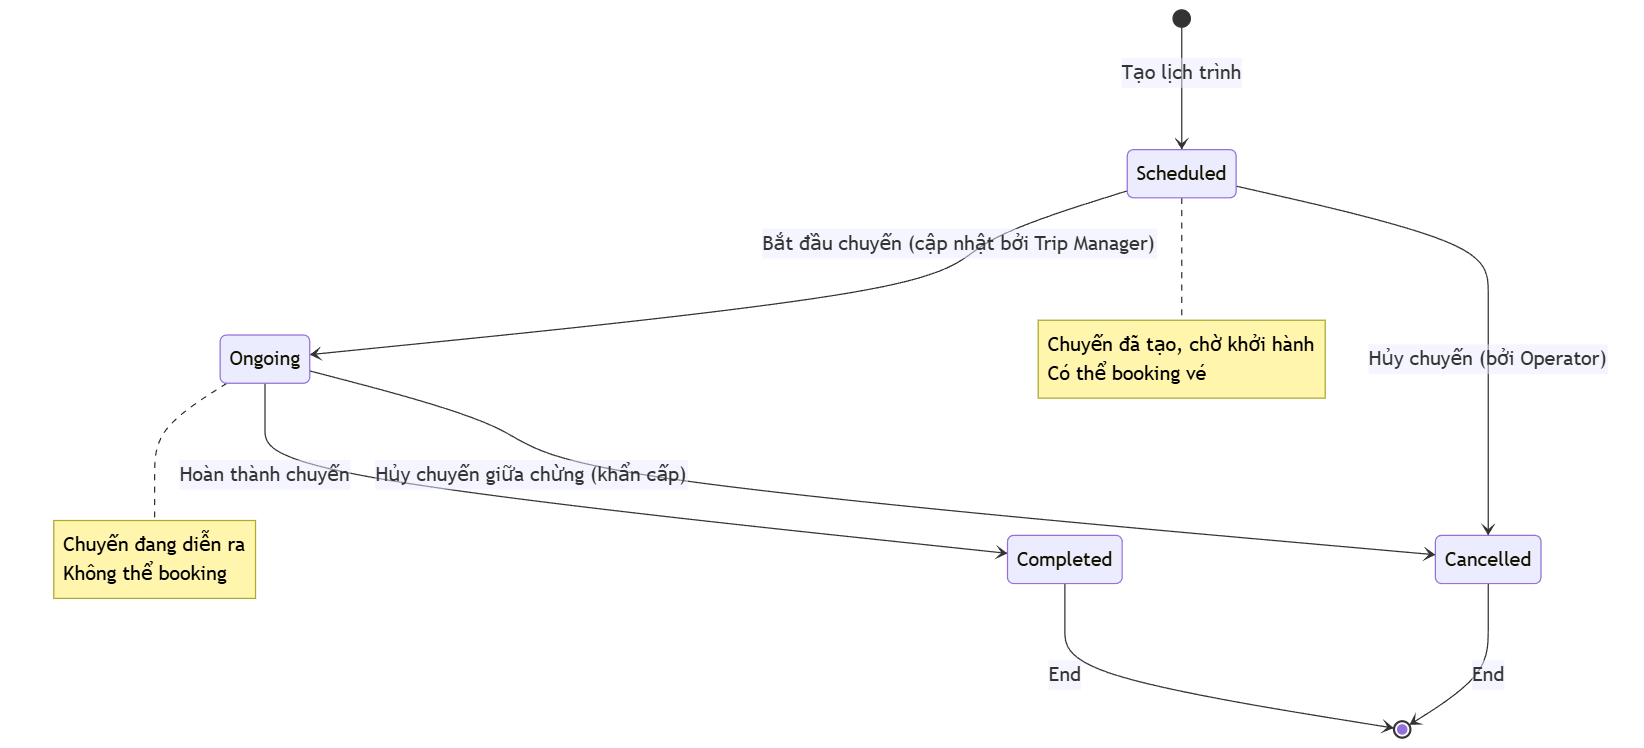 Tạo lịch trình
Scheduled
Bắt đầu chuyến (cập nhật bởi Trip Manager)
Chuyến đã tạo, chờ khởi hành
Có thể booking vé
Hủy chuyến (bởi Operator)
Ongoing
Hoàn thành chuyến
Hủy chuyến giữa chừng (khẩn cấp)
Chuyến đang diễn ra
Không thể booking
Completed
Cancelled
End
End